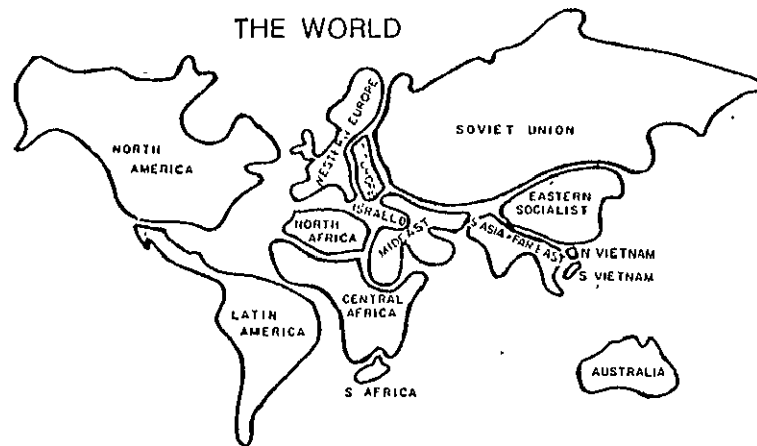 THE WORLD
NORTH
AMERICA
WESTERN EUROPE
SOVIET UNION
EASTERN
SOCIALIST
ISRAEL
NORTH
AFRICA
MIDEAST
S ASIA + FAR EAST
N VIETNAM
S VIETNAM
CENTRAL
AFRICA
LATIN
AMERICA
S AFRICA
AUSTRALIA